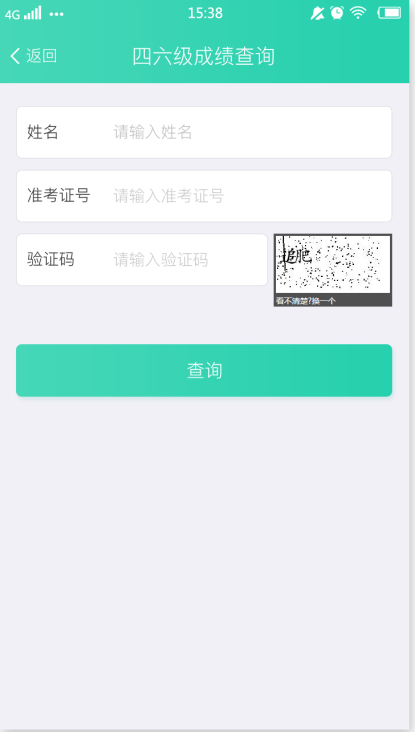 4G 15:38
返回 四六级成绩查询
姓名 请输入姓名
准考证号 请输入准考证号
验证码 请输入验证码
追肥
看不清楚?换一个
查询